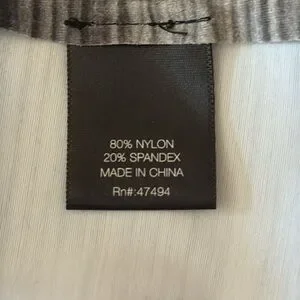 80% NYLON
20% SPANDEX
MADE IN CHINA
Rn#:47494